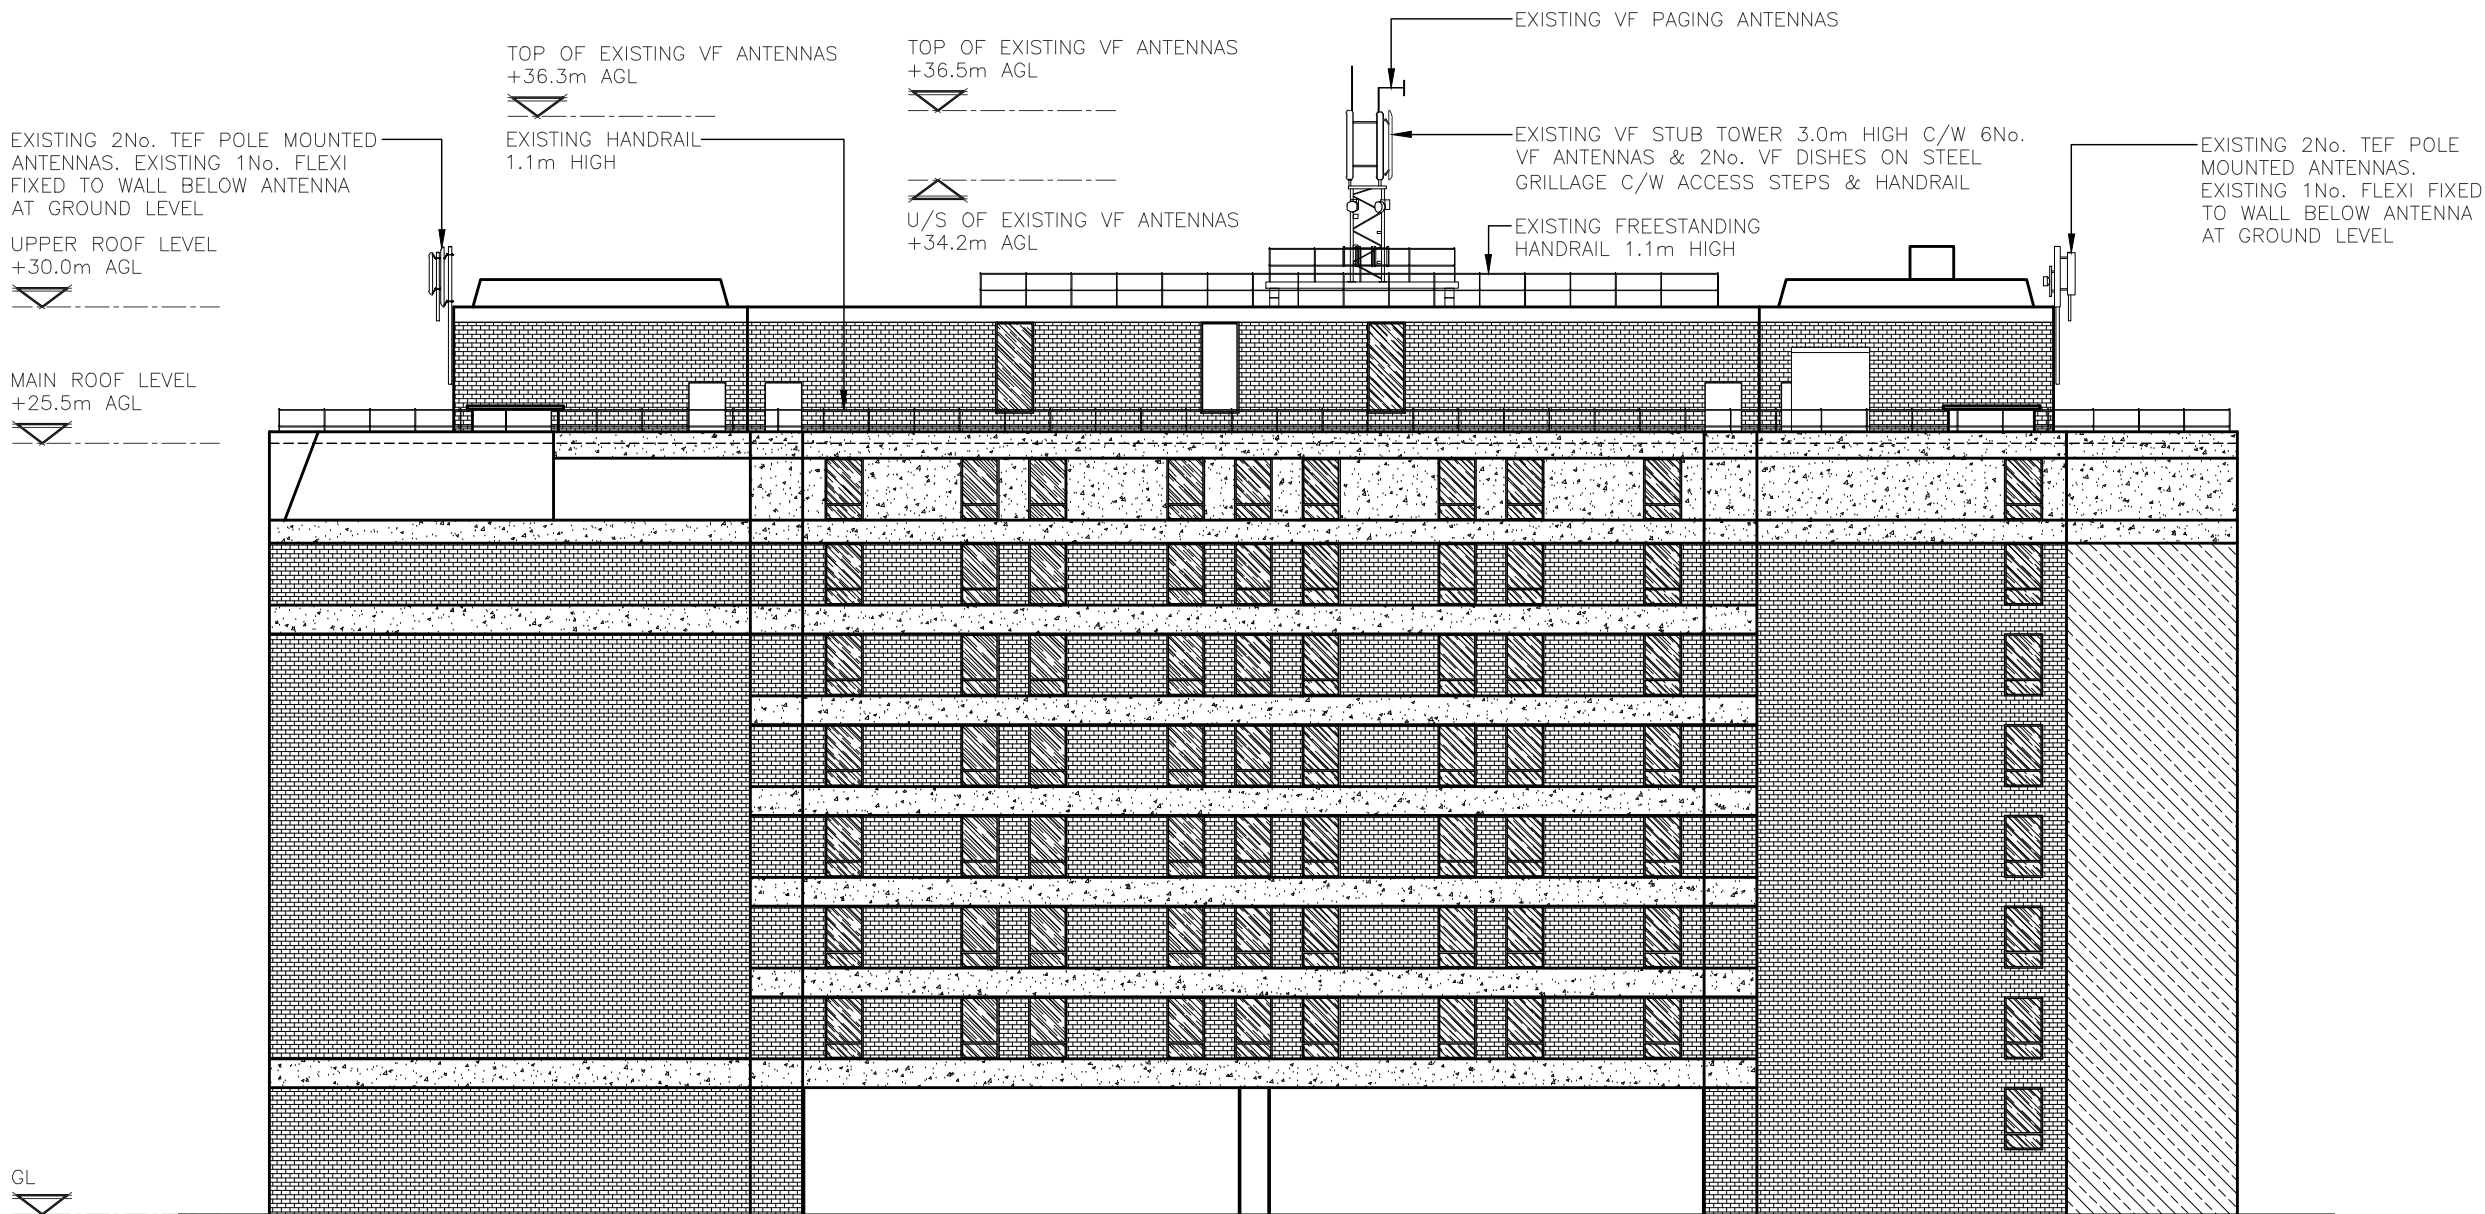 EXISTING VF PAGING ANTENNAS
TOP OF EXISTING VF ANTENNAS
+36.3m AGL
TOP OF EXISTING VF ANTENNAS
+36.5m AGL
EXISTING 2No. TEF POLE MOUNTED
ANTENNAS. EXISTING 1No. FLEXI
FIXED TO WALL BELOW ANTENNA
AT GROUND LEVEL
EXISTING HANDRAIL
1.1m HIGH
EXISTING VF STUB TOWER 3.0m HIGH C/W 6No.
VF ANTENNAS & 2No. VF DISHES ON STEEL
GRILLAGE C/W ACCESS STEPS & HANDRAIL
EXISTING 2No. TEF POLE
MOUNTED ANTENNAS.
EXISTING 1No. FLEXI FIXED
TO WALL BELOW ANTENNA
AT GROUND LEVEL
U/S OF EXISTING VF ANTENNAS
+34.2m AGL
EXISTING FREESTANDING
HANDRAIL 1.1m HIGH
UPPER ROOF LEVEL
+30.0m AGL
MAIN ROOF LEVEL
+25.5m AGL
GL